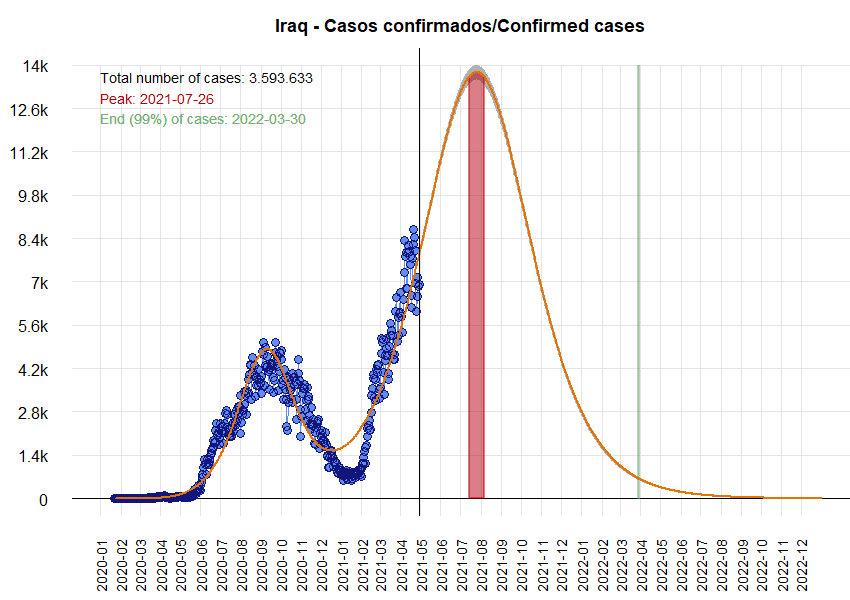 Iraq - Casos confirmados/Confirmed cases
14k
12.6k
11.2k
9.8k
8.4k
7k
5.6k
4.2k
2.8k
1.4k
0
Total number of cases: 3.593.633
Peak: 2021-07-26
End (99%) of cases: 2022-03-30
2020-01
2020-02
2020-03
2020-04
2020-05
2020-06
2020-07
2020-08
2020-09
2020-10
2020-11
2020-12
2021-01
2021-02
2021-03
2021-04
2021-05
2021-06
2021-07
2021-08
2021-09
2021-10
2021-11
2021-12
2022-01
2022-02
2022-03
2022-04
2022-05
2022-06
2022-07
2022-08
2022-09
2022-10
2022-11
2022-12